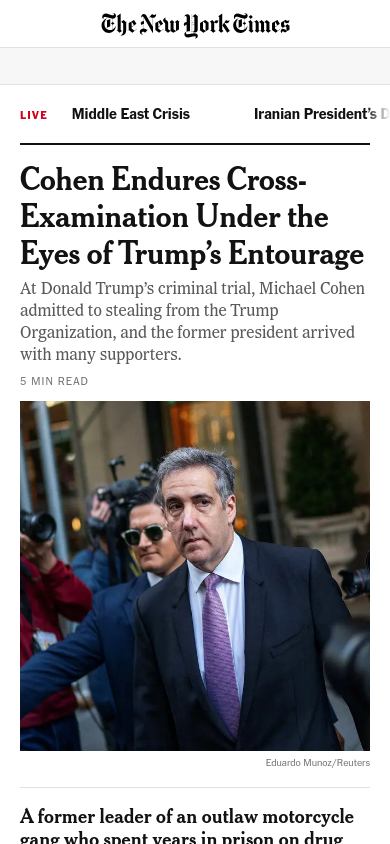 The New York Times
LIVE Middle East Crisis Iranian President's
Cohen Endures Cross-
Examination Under the
Eyes of Trump's Entourage
At Donald Trump's criminal trial, Michael Cohen
admitted to stealing from the Trump
Organization, and the former president arrived
with many supporters.
5 MIN READ
Eduardo Munoz/Reuters
A former leader of an outlaw motorcycle
gang who spent years in prison on drug